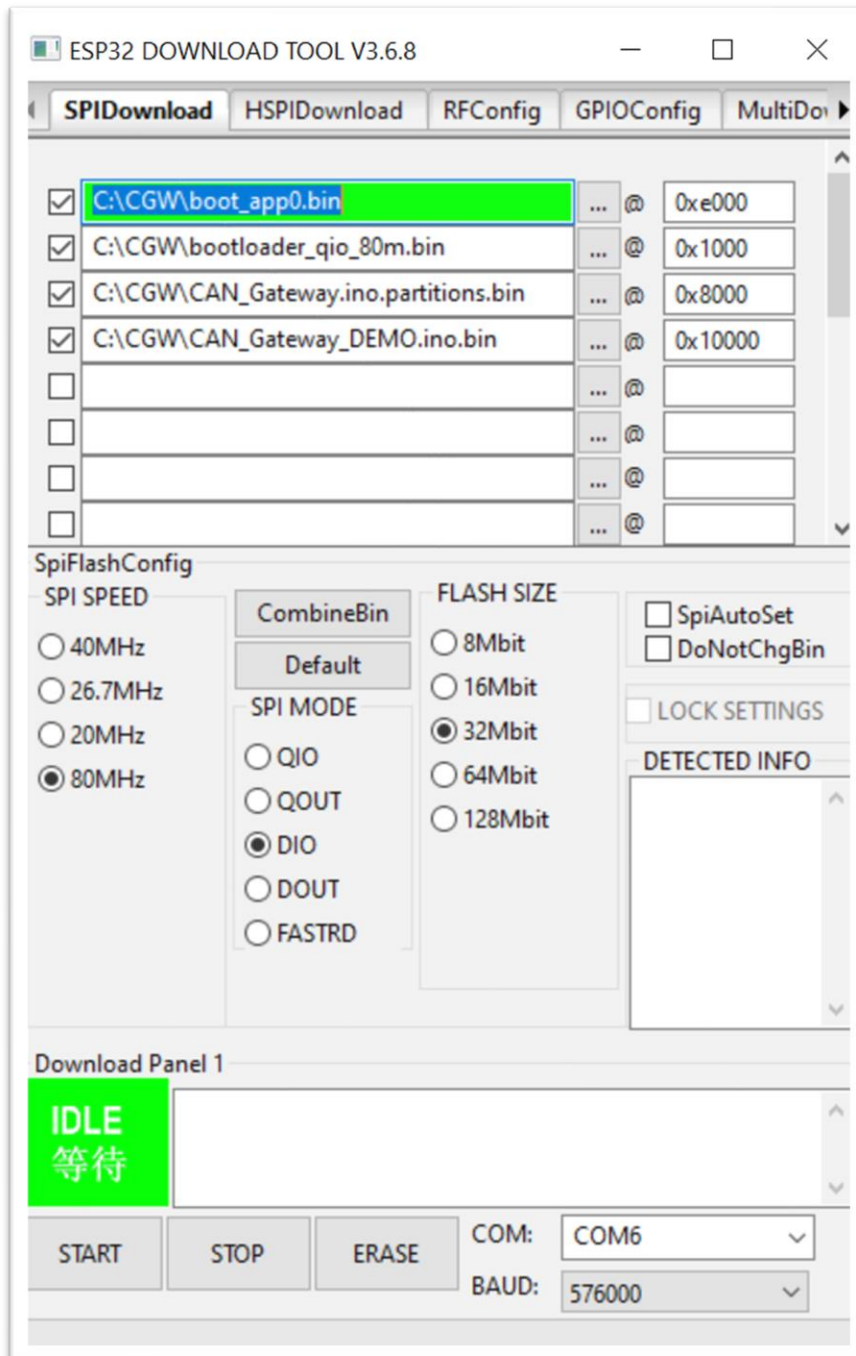 ESP32 DOWNLOAD TOOL V3.6.8
SPIDownload HSPIDownload RFConfig GPIOConfig MultiDov
C:\CGW\boot_app0.bin ... @ 0xe000
C:\CGW\bootloader_qio_80m.bin ... @ 0x1000
C:\CGW\CAN_Gateway.ino.partitions.bin ... @ 0x8000
C:\CGW\CAN_Gateway_DEMO.ino.bin ... @ 0x10000
... @
... @
... @
... @
SpiFlashConfig
SPI SPEED
40MHz
26.7MHz
20MHz
80MHz
CombineBin
Default
SPI MODE
QIO
QOUT
DIO
DOUT
FASTRD
FLASH SIZE
8Mbit
16Mbit
32Mbit
64Mbit
128Mbit
SpiAutoSet
DoNotChgBin
LOCK SETTINGS
DETECTED INFO
Download Panel 1
IDLE
等待
START STOP ERASE
COM: COM6
BAUD: 576000